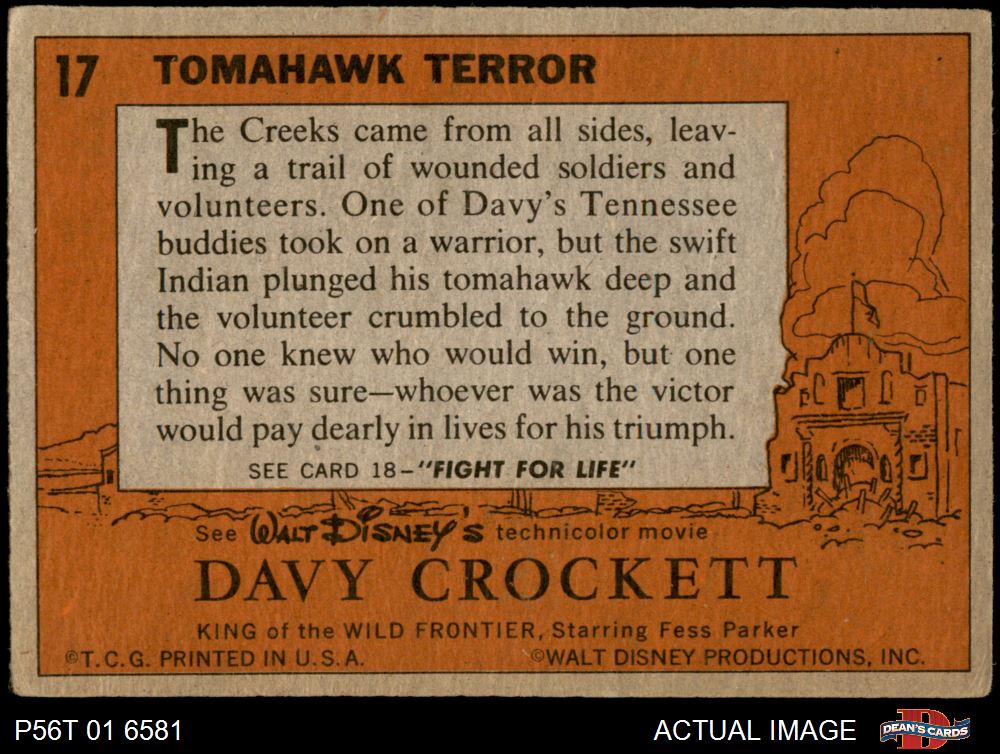 17 TOMAHAWK TERROR
The Creeks came from all sides, leav-
ing a trail of wounded soldiers and
volunteers. One of Davy's Tennessee
buddies took on a warrior, but the swift
Indian plunged his tomahawk deep and
the volunteer crumbled to the ground.
No one knew who would win, but one
thing was sure—whoever was the victor
would pay dearly in lives for his triumph.
SEE CARD 18-"FIGHT FOR LIFE"
See WALT DISNEY'S technicolor movie
DAVY CROCKETT
KING of the WILD FRONTIER, Starring Fess Parker
©T.C.G. PRINTED IN U.S.A. ©WALT DISNEY PRODUCTIONS, INC.
P56T 01 6581 ACTUAL IMAGE DEAN'S CARDS